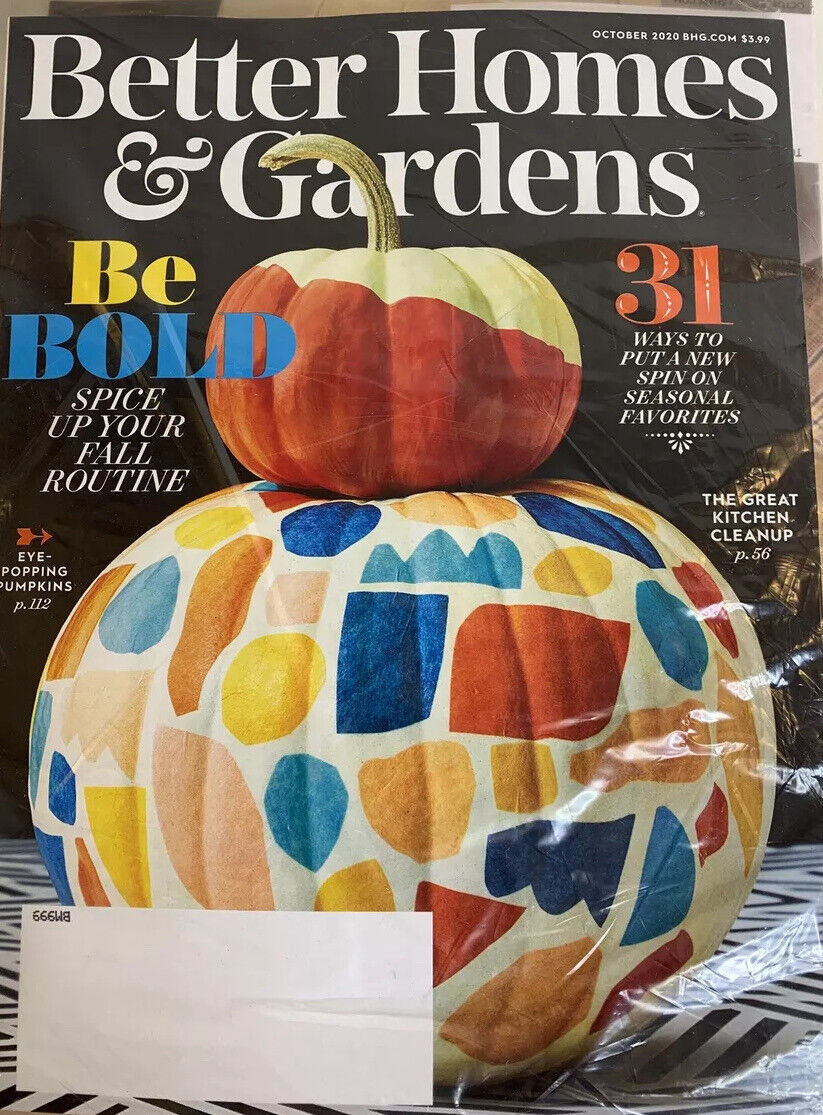 OCTOBER 2020 BHG.COM $3.99
Better Homes
& Gardens
Be
BOLD
SPICE
UP YOUR
FALL
ROUTINE
31
WAYS TO
PUT A NEW
SPIN ON
SEASONAL
FAVORITES
THE GREAT
KITCHEN
CLEANUP
p.56
EYE-
POPPING
PUMPKINS
p.112
BM999